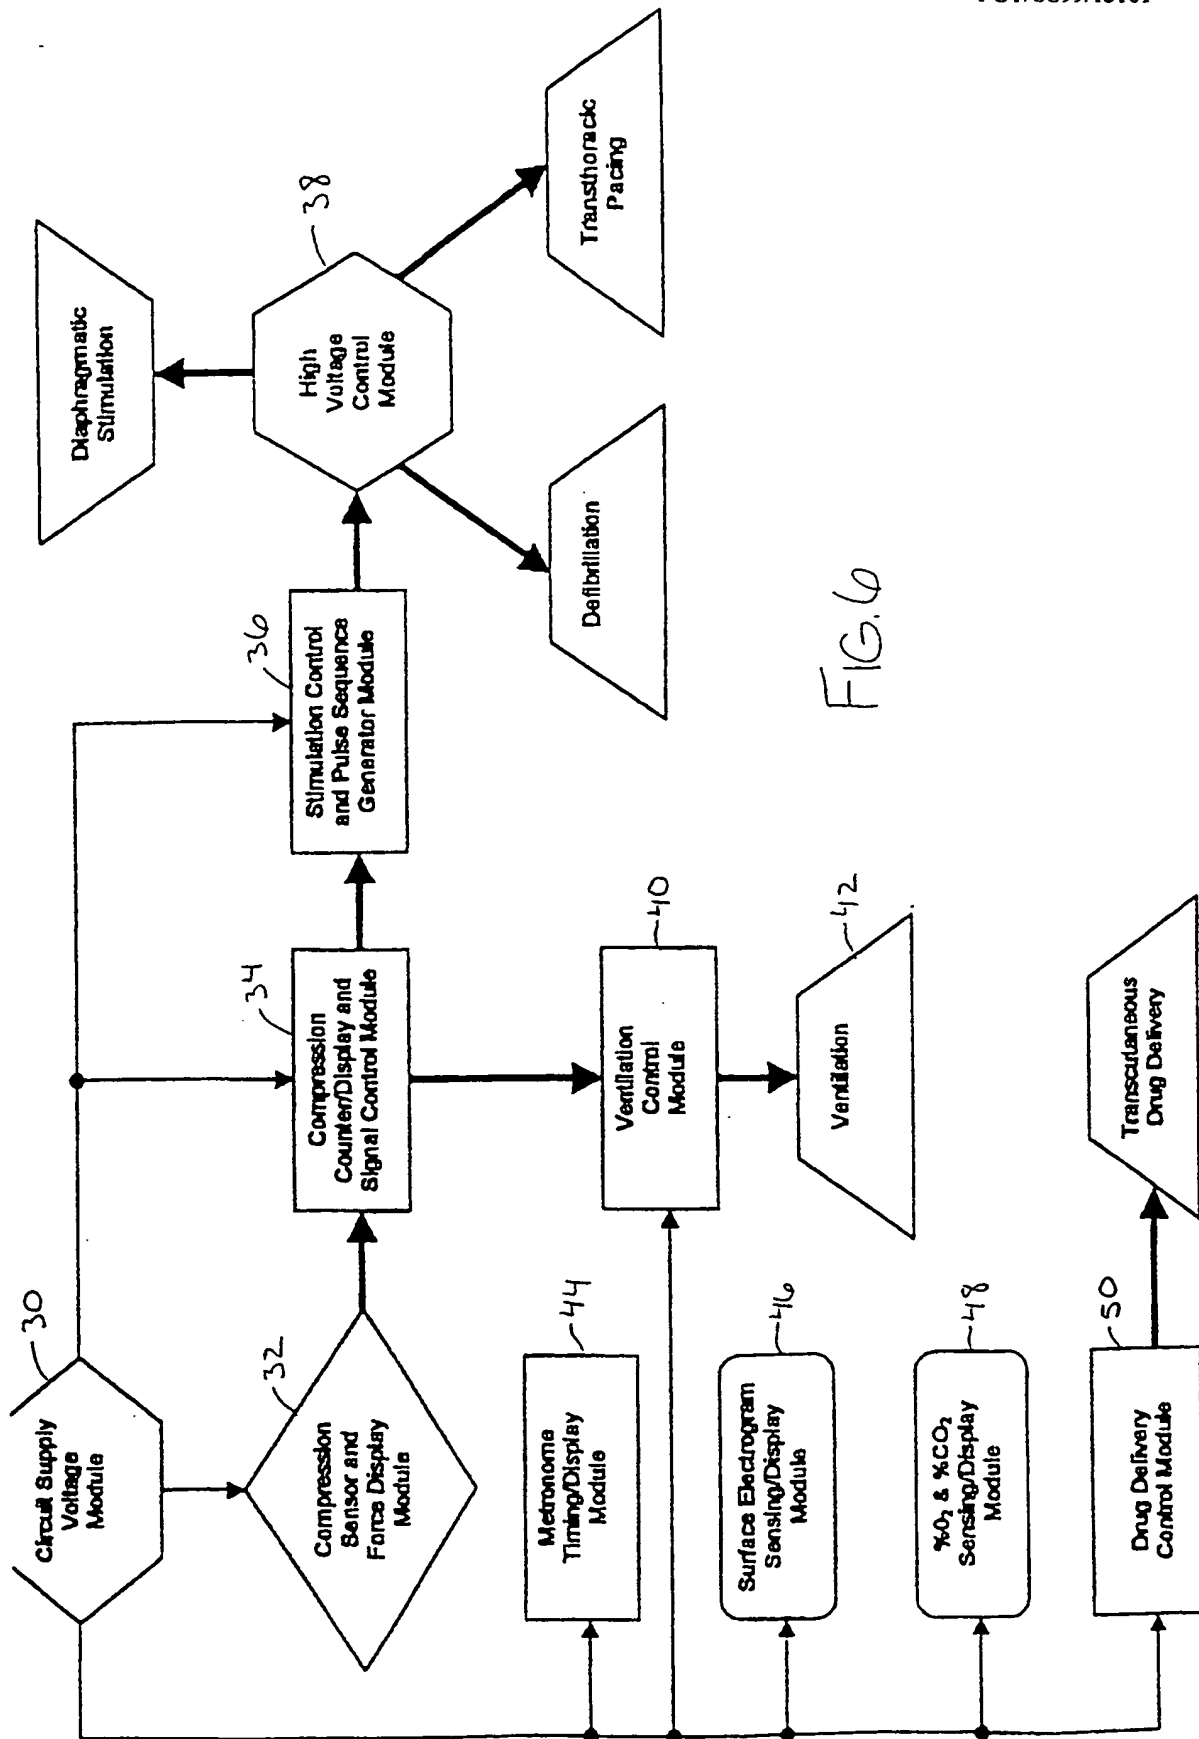 Circuit Supply
Voltage
Module
30
Compression
Sensor and
Force Display
Module
32
Compression
Counter/Display and
Signal Control Module
34
Stimulation Control
and Pulse Sequence
Generator Module
36
High
Voltage
Control
Module
38
Diaphragmatic
Stimulation
Defibrillation
Transthoracic
Pacing
Metronome
Timing/Display
Module
44
Ventilation
Control
Module
40
Ventilation
42
Surface Electrogram
Sensing/Display
Module
46
%O₂ & %CO₂
Sensing/Display
Module
48
Drug Delivery
Control Module
50
Transcutaneous
Drug Delivery
FIG. 6